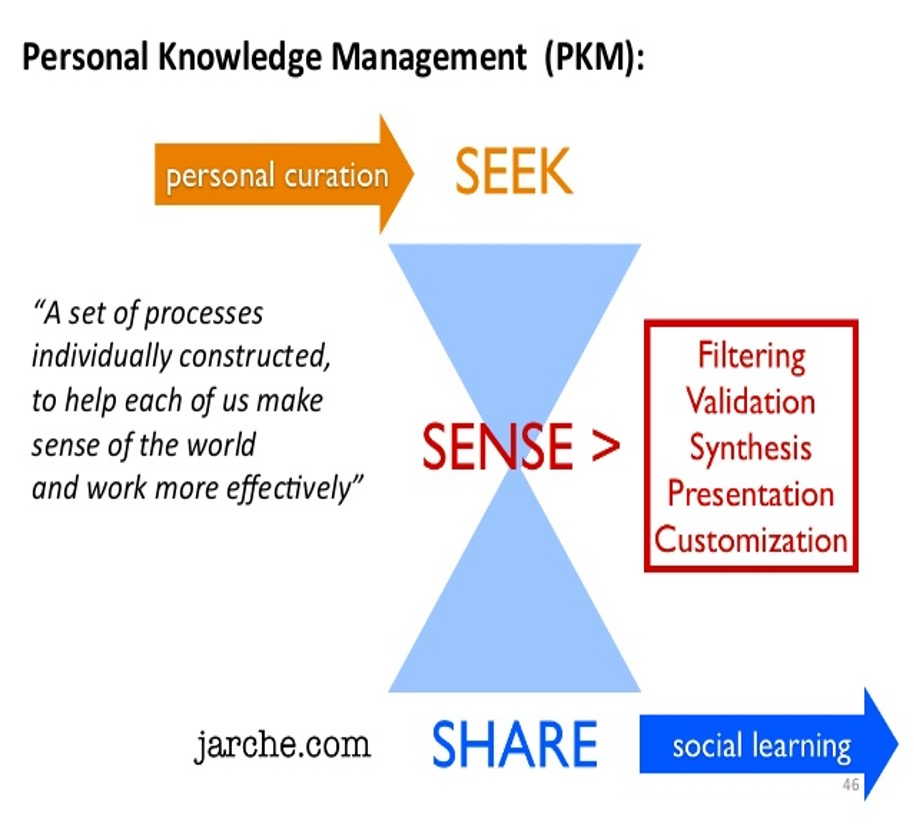 Personal Knowledge Management (PKM):
personal curation
SEEK
“A set of processes
individually constructed,
to help each of us make
sense of the world
and work more effectively”
SENSE >
Filtering
Validation
Synthesis
Presentation
Customization
jarche.com
SHARE
social learning
46